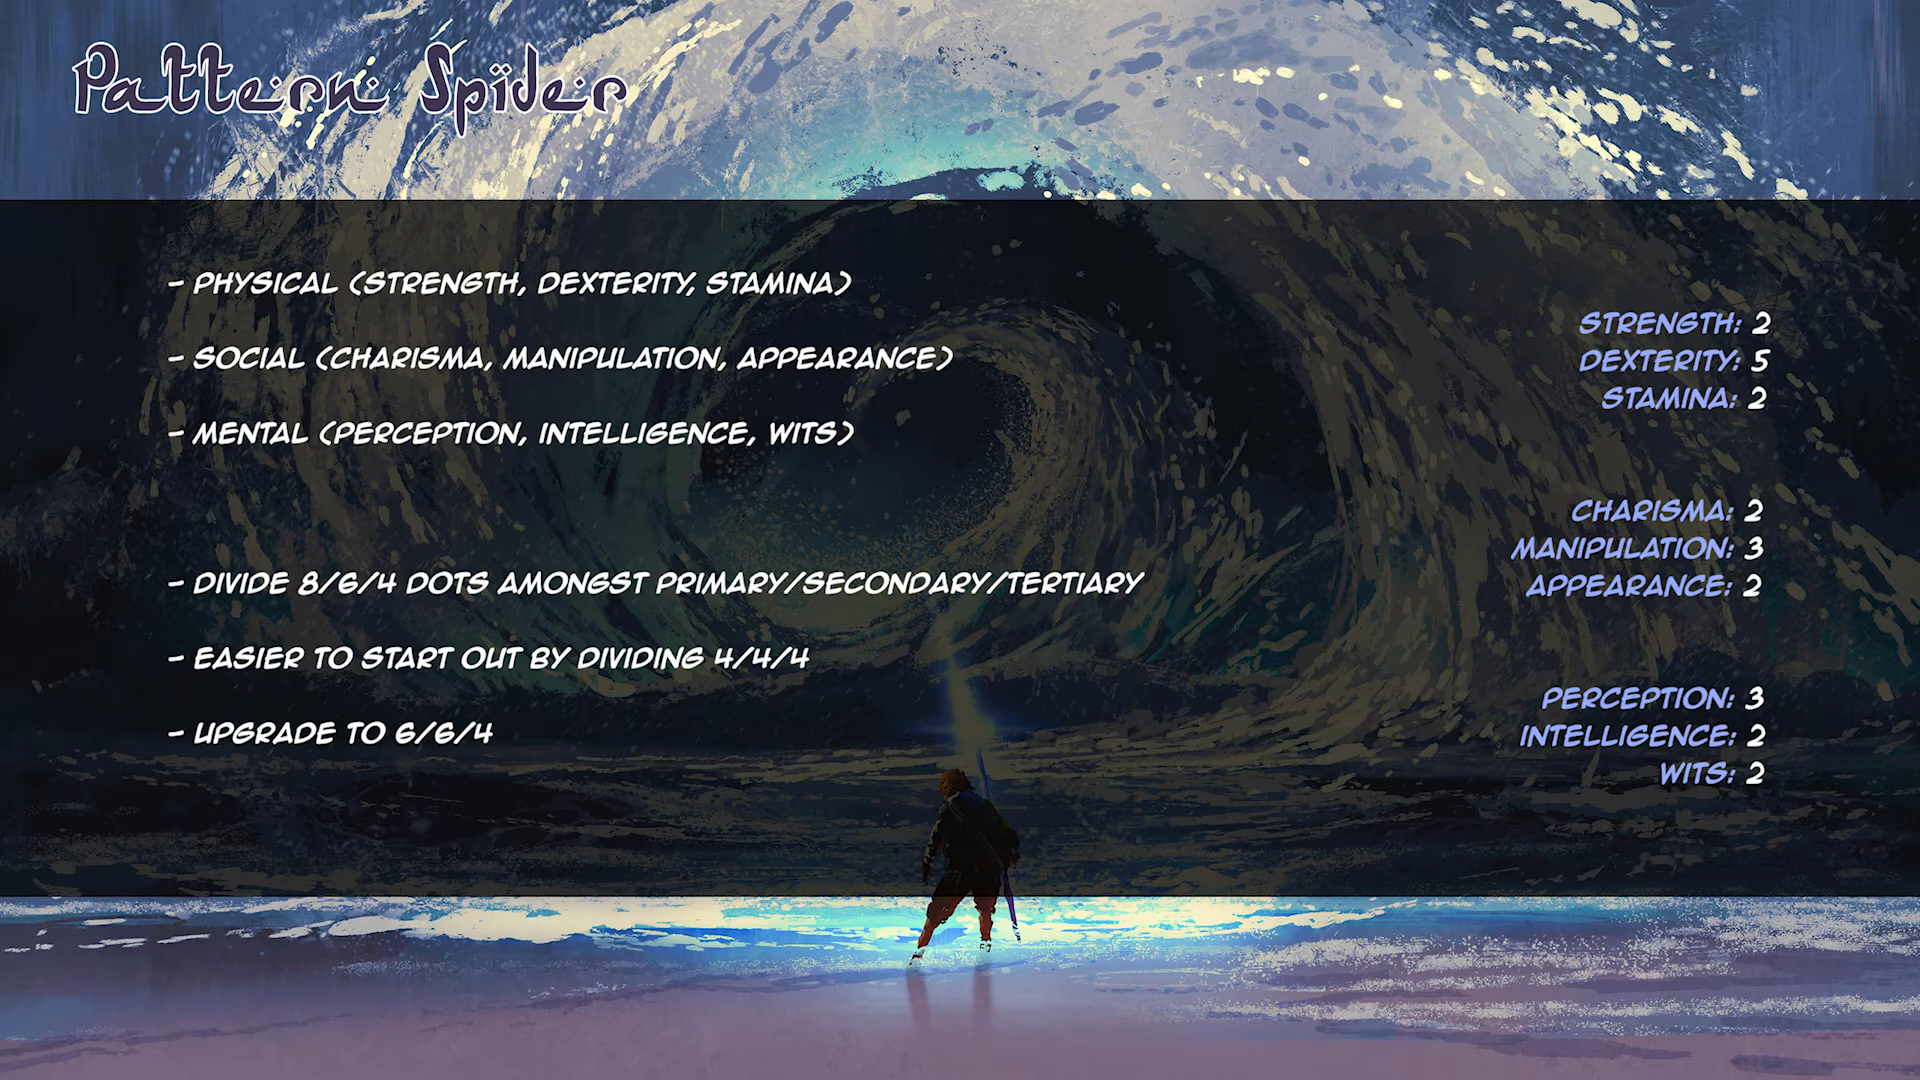 Pattern Spïder
- PHYSICAL (STRENGTH, DEXTERITY, STAMINA)
- SOCIAL (CHARISMA, MANIPULATION, APPEARANCE)
- MENTAL (PERCEPTION, INTELLIGENCE, WITS)
- DIVIDE 8/6/4 DOTS AMONGST PRIMARY/SECONDARY/TERTIARY
- EASIER TO START OUT BY DIVIDING 4/4/4
- UPGRADE TO 6/6/4
STRENGTH: 2
DEXTERITY: 5
STAMINA: 2
CHARISMA: 2
MANIPULATION: 3
APPEARANCE: 2
PERCEPTION: 3
INTELLIGENCE: 2
WITS: 2